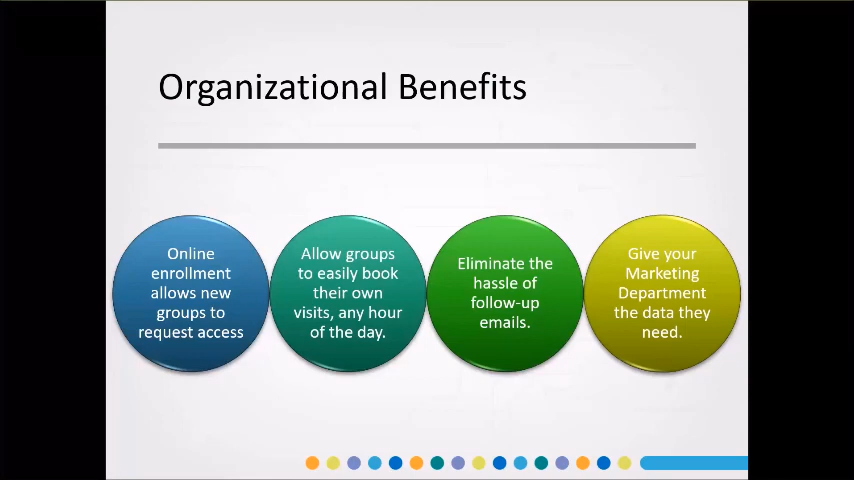 Organizational Benefits
Online
enrollment
allows new
groups to
request access
Allow groups
to easily book
their own
visits, any hour
of the day.
Eliminate the
hassle of
follow-up
emails.
Give your
Marketing
Department
the data they
need.